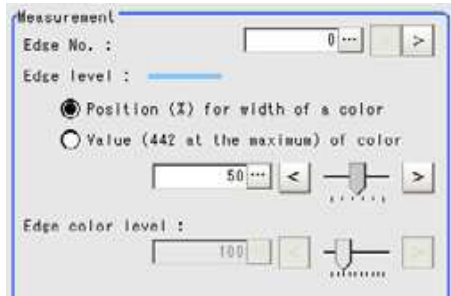 Measurement
Edge No. :
0 ... < >
Edge level :
Position (%) for width of a color
Value (442 at the maximum) of color
50 ... < >
Edge color level :
100 ... < >